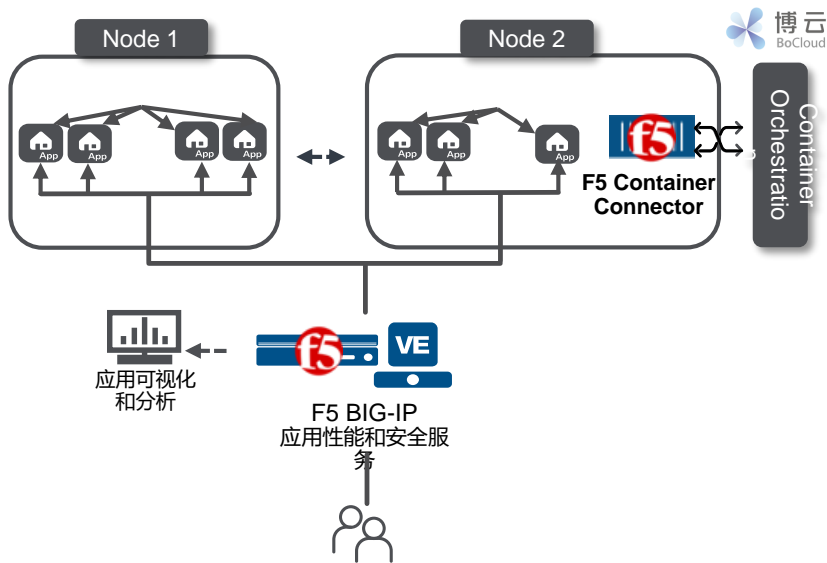 Node 1
Node 2
博云
BoCloud
App
App
App
App
App
App
App
f5
F5 Container
Connector
Container
Orchestratio
f5
VE
应用可视化
和分析
F5 BIG-IP
应用性能和安全服
务